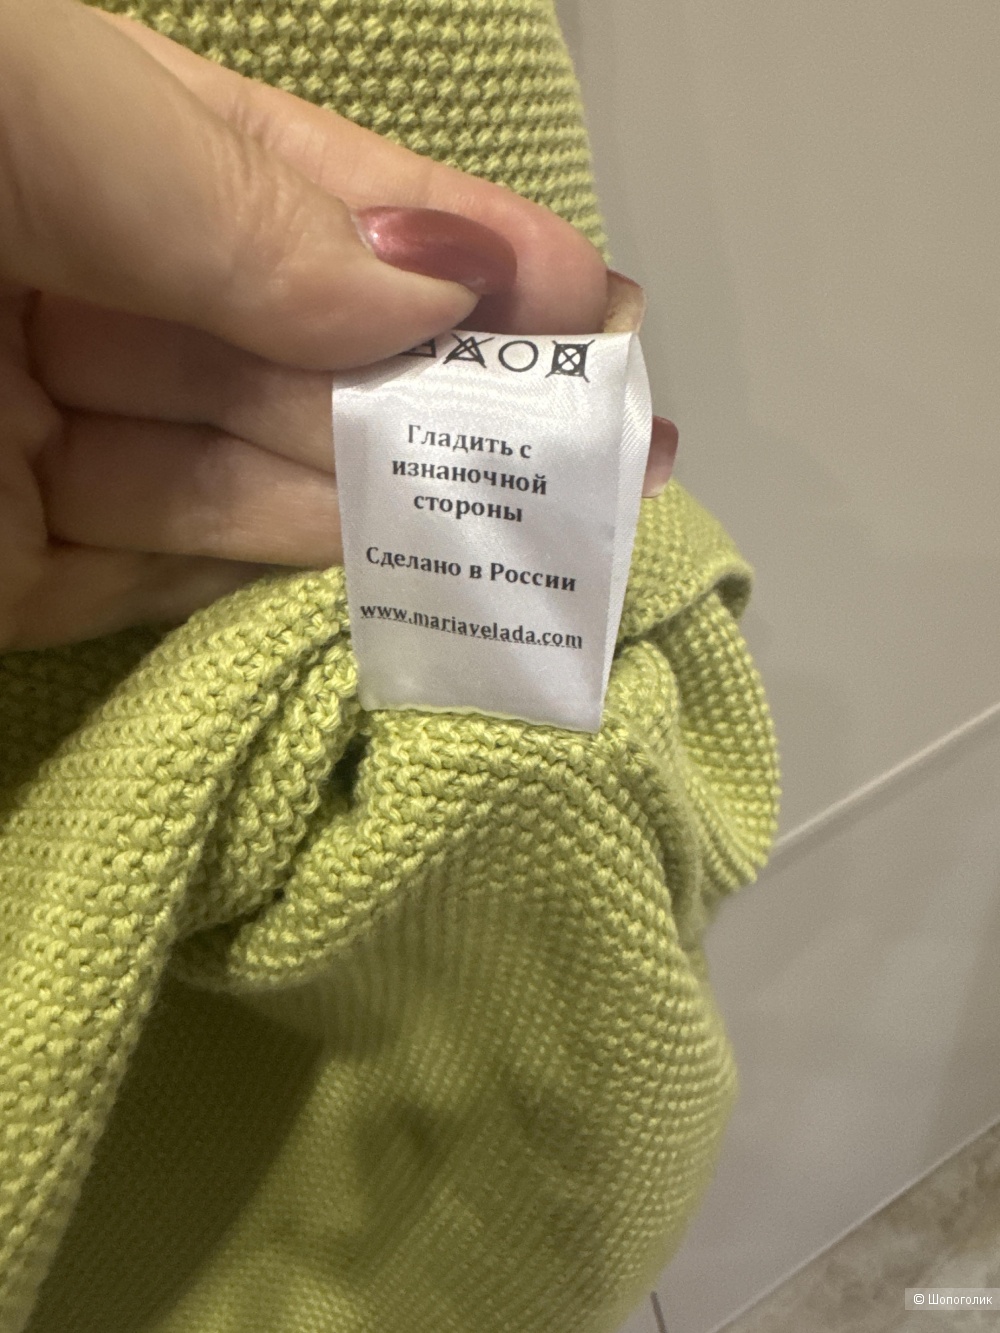 Гладить с
изнаночной
стороны
Сделано в России
www.mariavelada.com
© Шопоголик